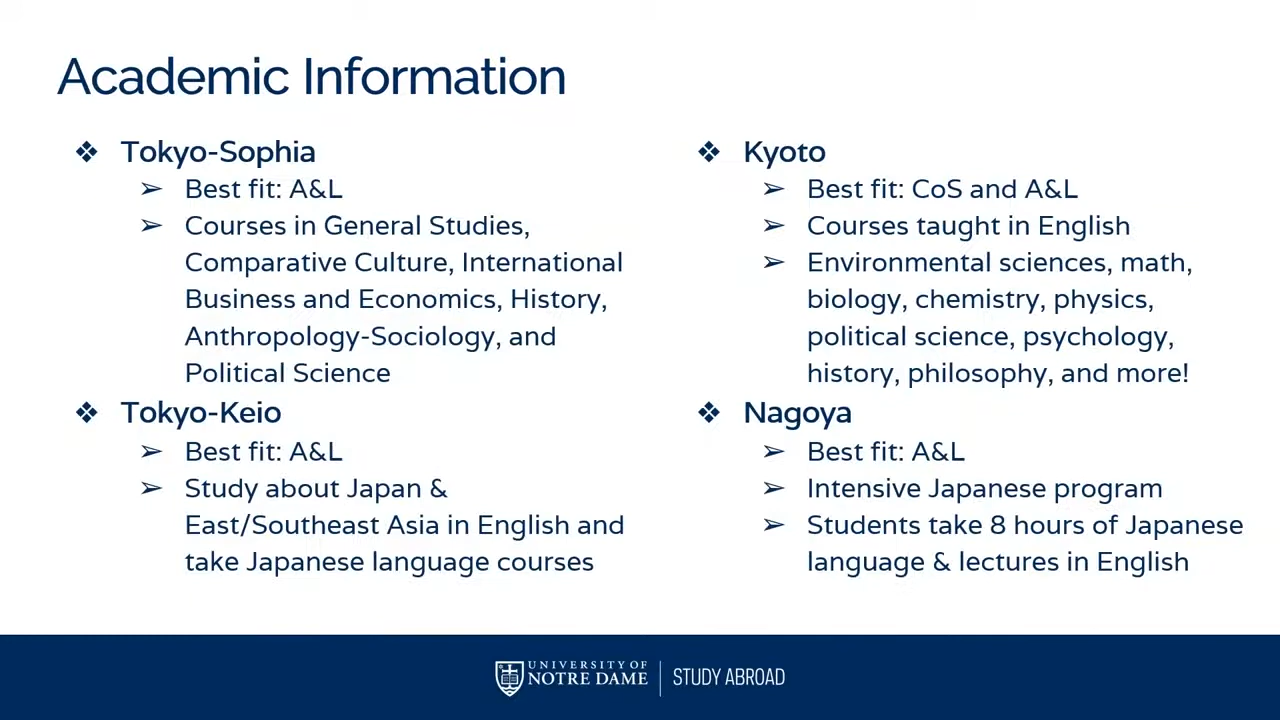 Academic Information
❖ Tokyo-Sophia
➢ Best fit: A&L
➢ Courses in General Studies,
Comparative Culture, International
Business and Economics, History,
Anthropology-Sociology, and
Political Science
❖ Tokyo-Keio
➢ Best fit: A&L
➢ Study about Japan &
East/Southeast Asia in English and
take Japanese language courses
❖ Kyoto
➢ Best fit: CoS and A&L
➢ Courses taught in English
➢ Environmental sciences, math,
biology, chemistry, physics,
political science, psychology,
history, philosophy, and more!
❖ Nagoya
➢ Best fit: A&L
➢ Intensive Japanese program
➢ Students take 8 hours of Japanese
language & lectures in English
UNIVERSITY OF
NOTRE DAME
STUDY ABROAD